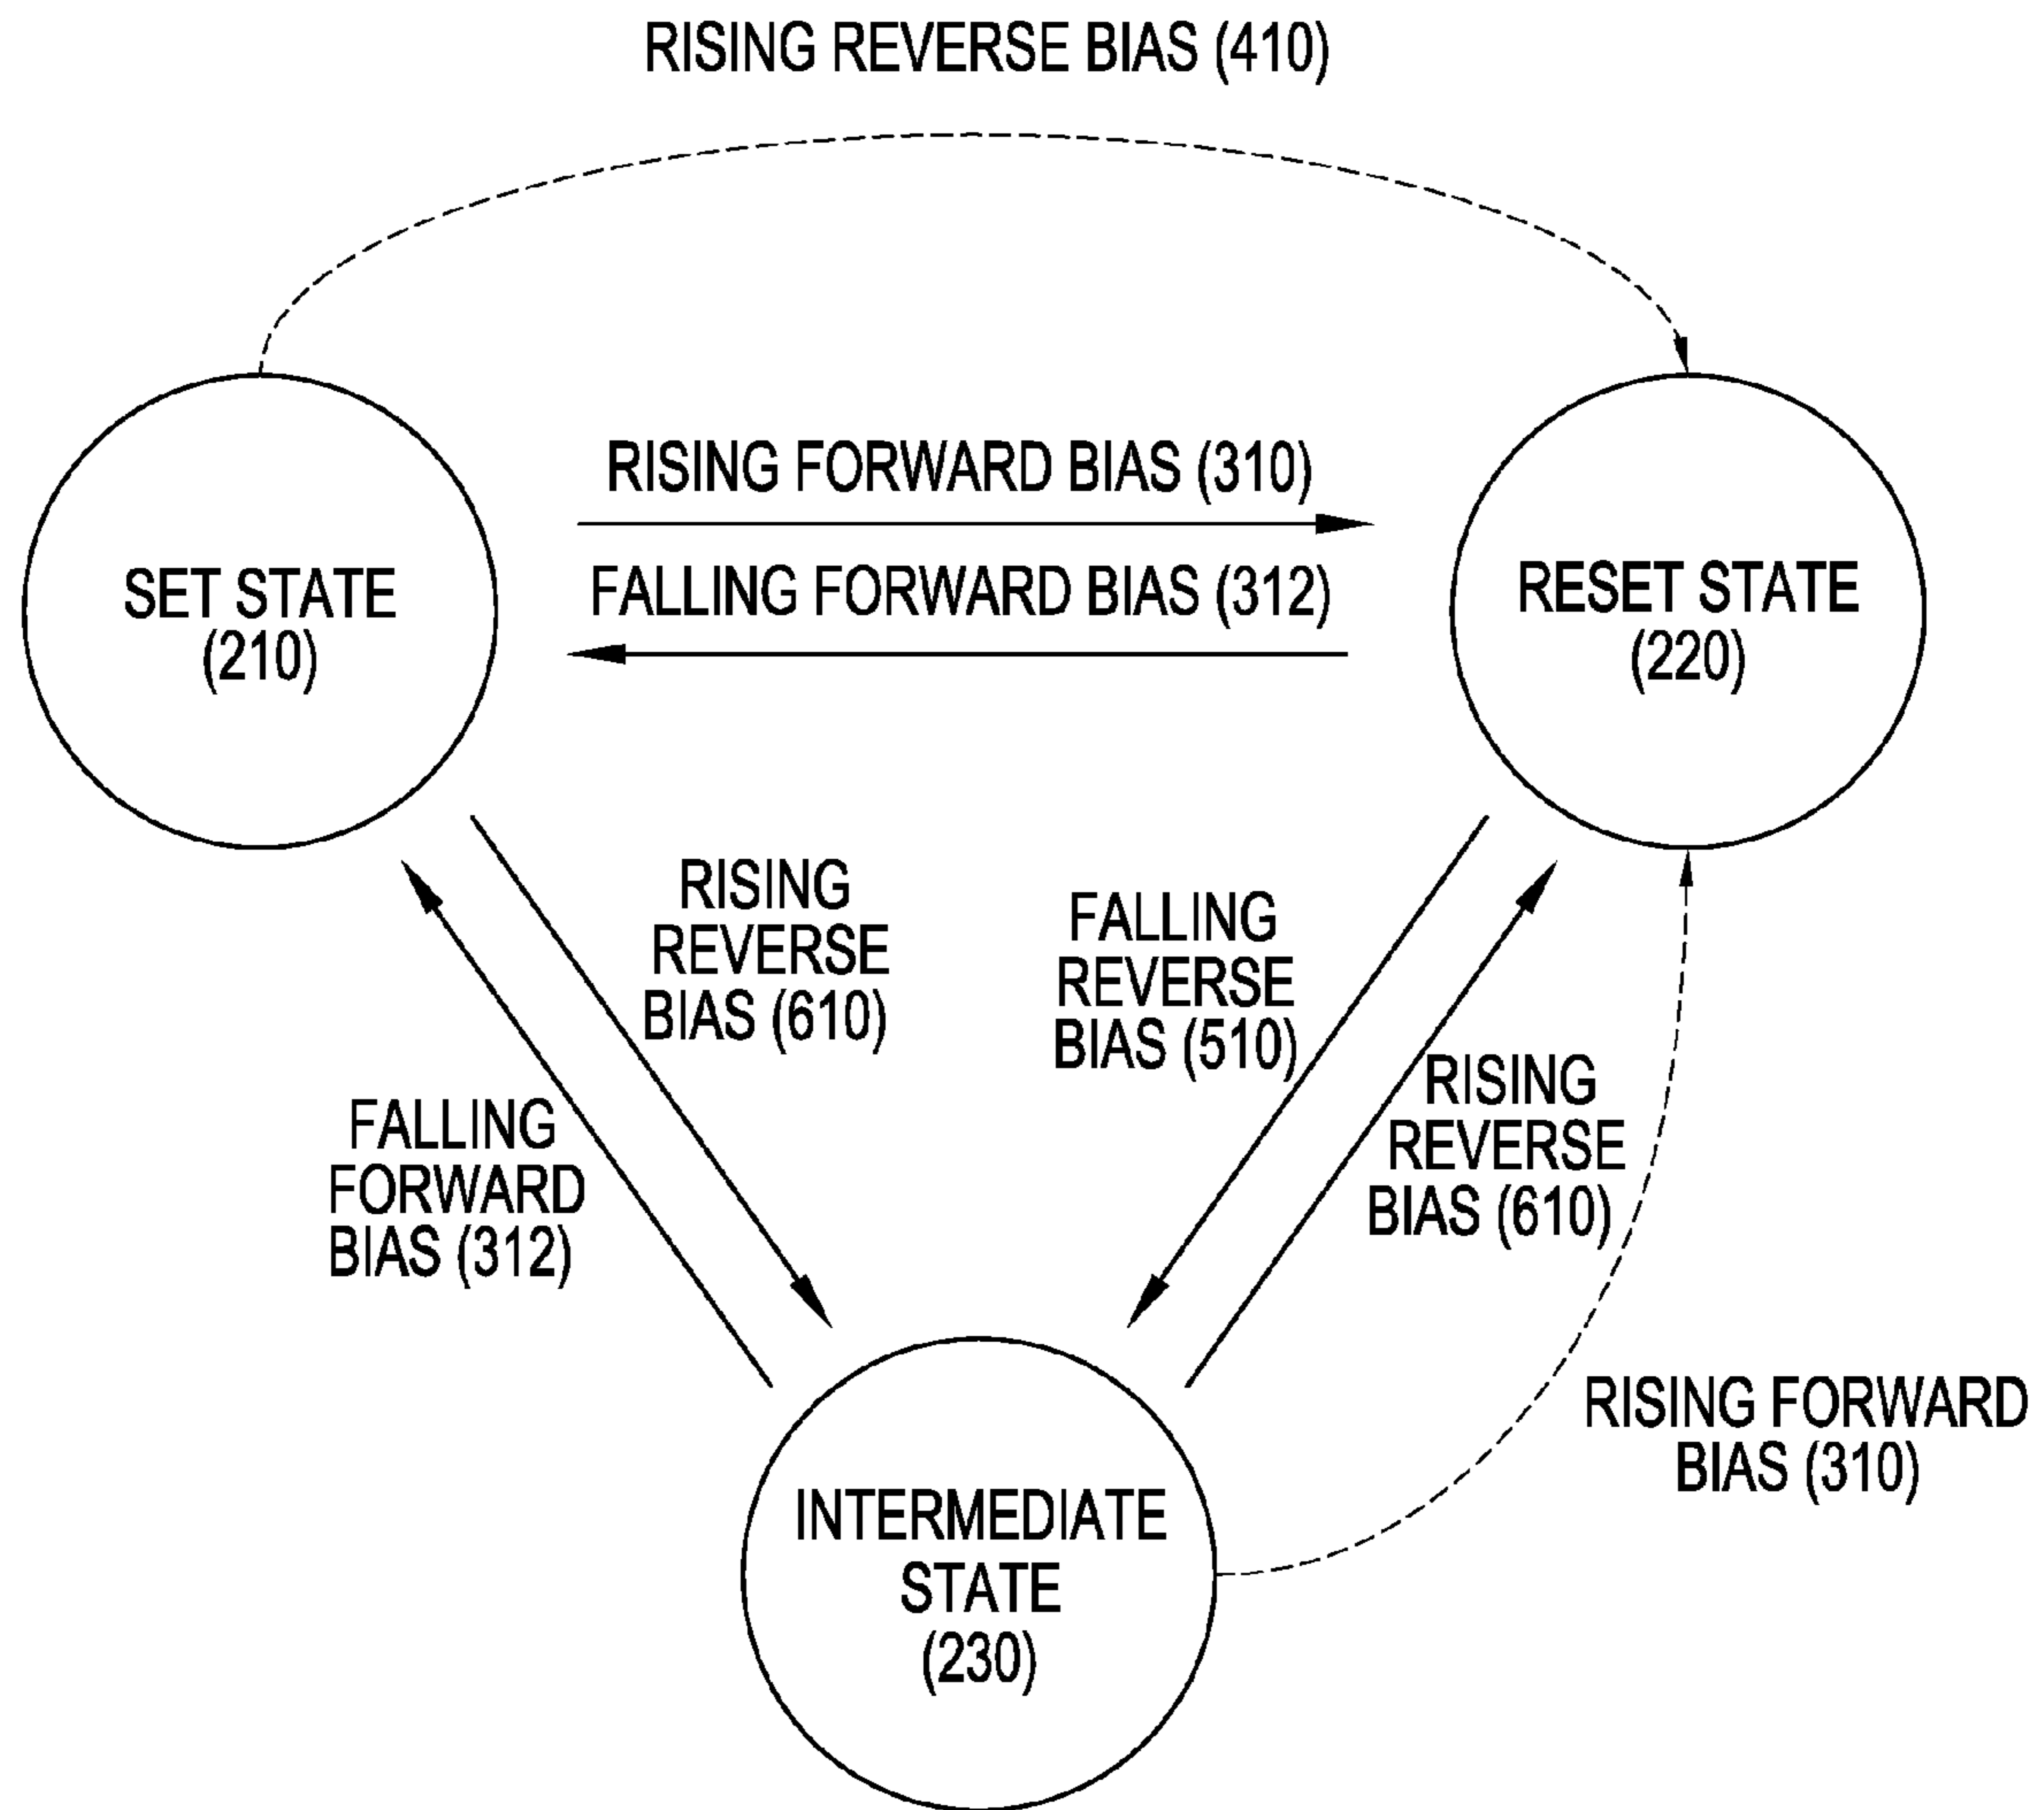 RISING REVERSE BIAS (410)
RISING FORWARD BIAS (310)
FALLING FORWARD BIAS (312)
SET STATE
(210)
RESET STATE
(220)
RISING
REVERSE
BIAS (610)
FALLING
REVERSE
BIAS (510)
RISING
REVERSE
BIAS (610)
FALLING
FORWARD
BIAS (312)
RISING FORWARD
BIAS (310)
INTERMEDIATE
STATE
(230)